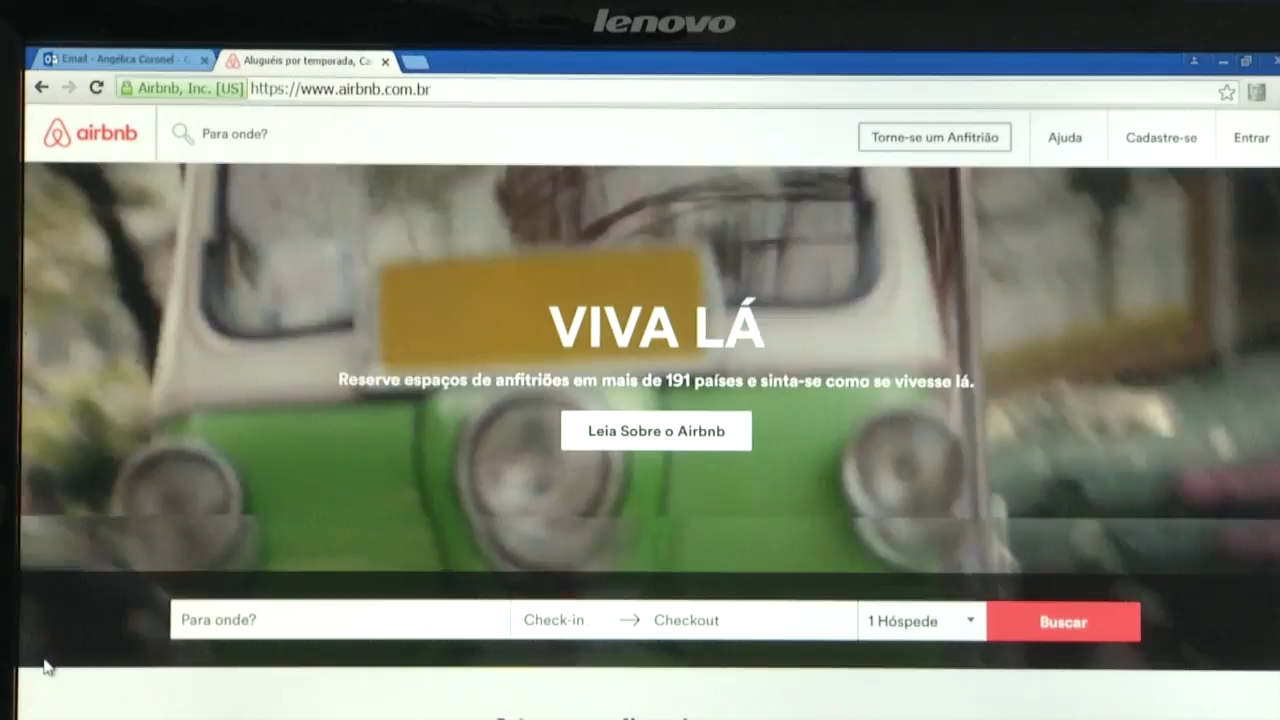 lenovo
Email - Angélica Coronel -
Aluguéis por temporada, Ca
Airbnb, Inc. [US] https://www.airbnb.com.br
airbnb
Para onde?
Torne-se um Anfitrião
Ajuda
Cadastre-se
Entrar
VIVA LÁ
Reserve espaços de anfitriões em mais de 191 países e sinta-se como se vivesse lá.
Leia Sobre o Airbnb
Para onde?
Check-in
Checkout
1 Hóspede
Buscar